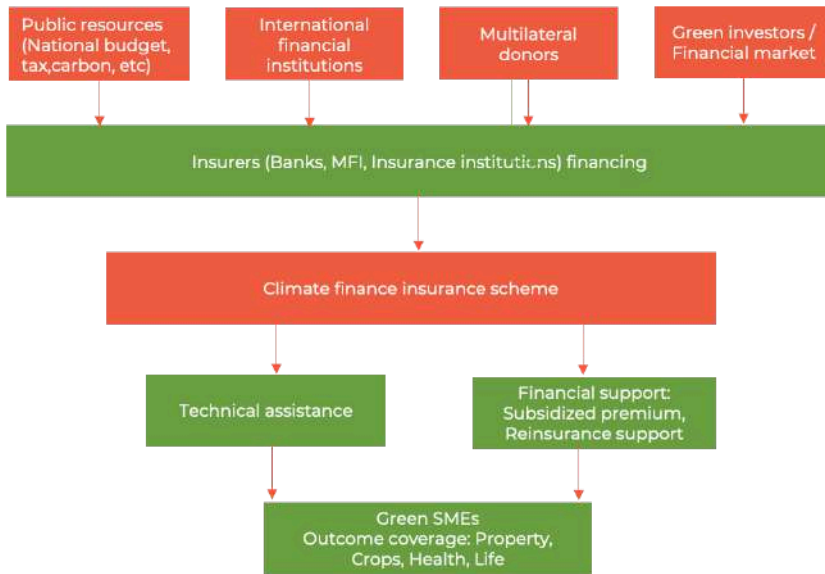 Public resources
(National budget,
tax,carbon, etc)
International
financial
institutions
Multilateral
donors
Green investors /
Financial market
Insurers (Banks, MFI, Insurance institutions) financing
Climate finance insurance scheme
Technical assistance
Financial support:
Subsidized premium,
Reinsurance support
Green SMEs
Outcome coverage: Property,
Crops, Health, Life